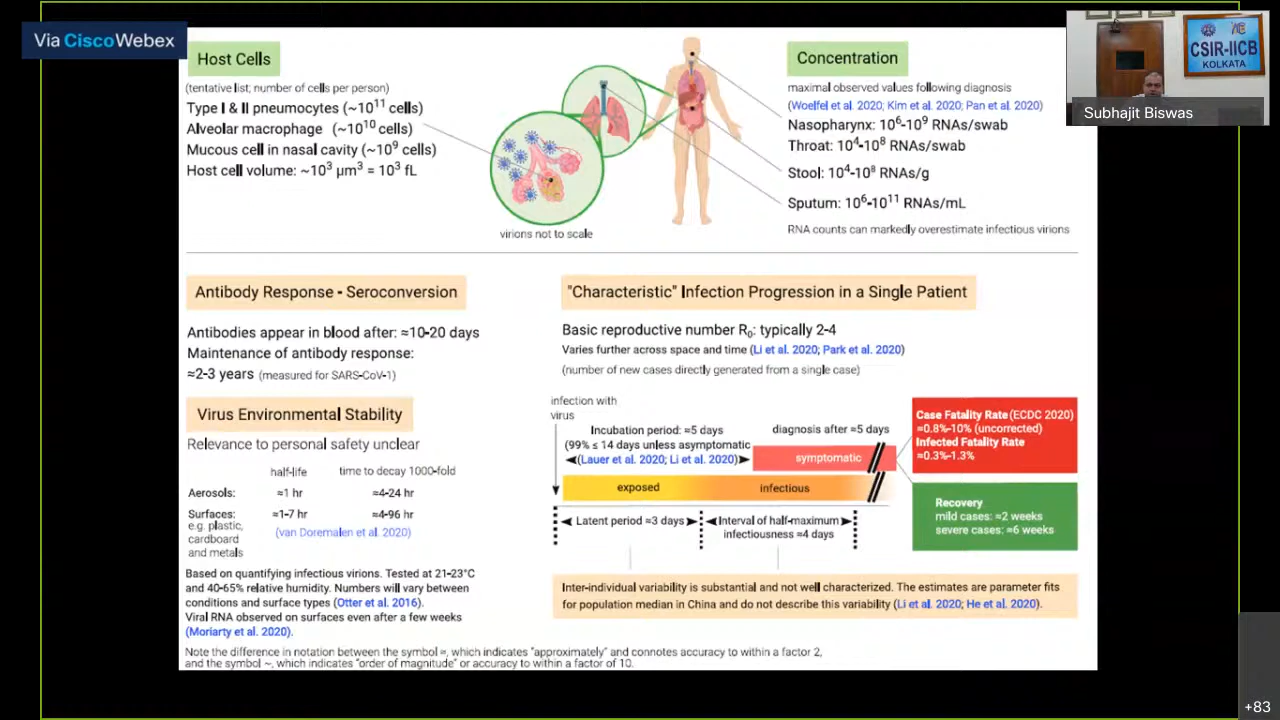 Via Cisco Webex
Host Cells
(tentative list; number of cells per person)
Type I & II pneumocytes (~10¹¹ cells)
Alveolar macrophage (~10¹⁰ cells)
Mucous cell in nasal cavity (~10⁹ cells)
Host cell volume: ~10³ µm³ = 10³ fL
virions not to scale
Concentration
maximal observed values following diagnosis
(Woelfel et al. 2020; Kim et al. 2020; Pan et al. 2020)
Nasopharynx: 10⁶-10⁹ RNAs/swab
Throat: 10⁴-10⁸ RNAs/swab
Stool: 10⁴-10⁸ RNAs/g
Sputum: 10⁶-10¹¹ RNAs/mL
RNA counts can markedly overestimate infectious virions
CSIR-IICB
KOLKATA
Subhajit Biswas
Antibody Response - Seroconversion
Antibodies appear in blood after: ≈10-20 days
Maintenance of antibody response:
≈2-3 years (measured for SARS-CoV-1)
Virus Environmental Stability
Relevance to personal safety unclear
half-life time to decay 1000-fold
Aerosols: ≈1 hr ≈4-24 hr
Surfaces: ≈1-7 hr ≈4-96 hr
e.g. plastic,
cardboard
and metals
(van Doremalen et al. 2020)
Based on quantifying infectious virions. Tested at 21-23°C
and 40-65% relative humidity. Numbers will vary between
conditions and surface types (Otter et al. 2016).
Viral RNA observed on surfaces even after a few weeks
(Moriarty et al. 2020).
"Characteristic" Infection Progression in a Single Patient
Basic reproductive number R₀: typically 2-4
Varies further across space and time (Li et al. 2020; Park et al. 2020)
(number of new cases directly generated from a single case)
infection with
virus
Incubation period: ≈5 days
(99% ≤ 14 days unless asymptomatic
(Lauer et al. 2020; Li et al. 2020)
diagnosis after ≈5 days
symptomatic
exposed
infectious
Latent period ≈3 days
Interval of half-maximum
infectiousness ≈4 days
Case Fatality Rate (ECDC 2020)
≈0.8%-10% (uncorrected)
Infected Fatality Rate
≈0.3%-1.3%
Recovery
mild cases: ≈2 weeks
severe cases: ≈6 weeks
Inter-individual variability is substantial and not well characterized. The estimates are parameter fits
for population median in China and do not describe this variability (Li et al. 2020; He et al. 2020).
Note the difference in notation between the symbol ≈, which indicates "approximately" and connotes accuracy to within a factor 2,
and the symbol ~, which indicates "order of magnitude" or accuracy to within a factor of 10.
+83